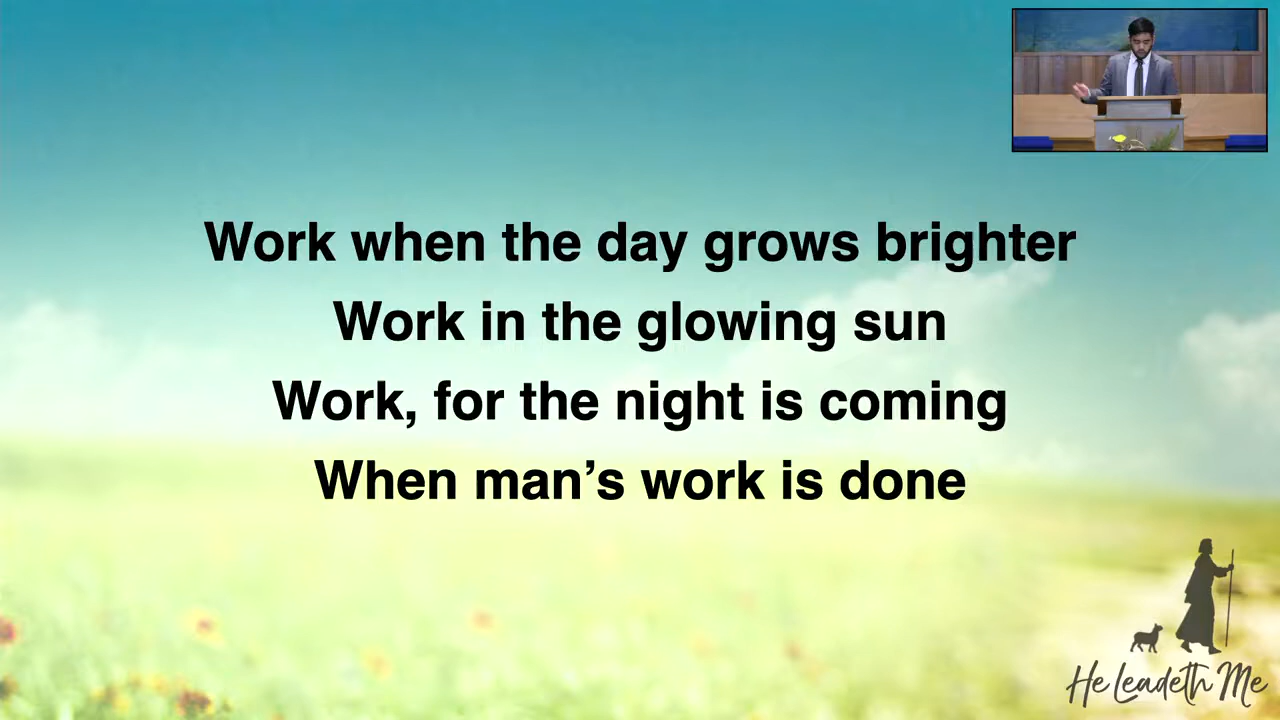 Work when the day grows brighter
Work in the glowing sun
Work, for the night is coming
When man’s work is done
He Leadeth Me